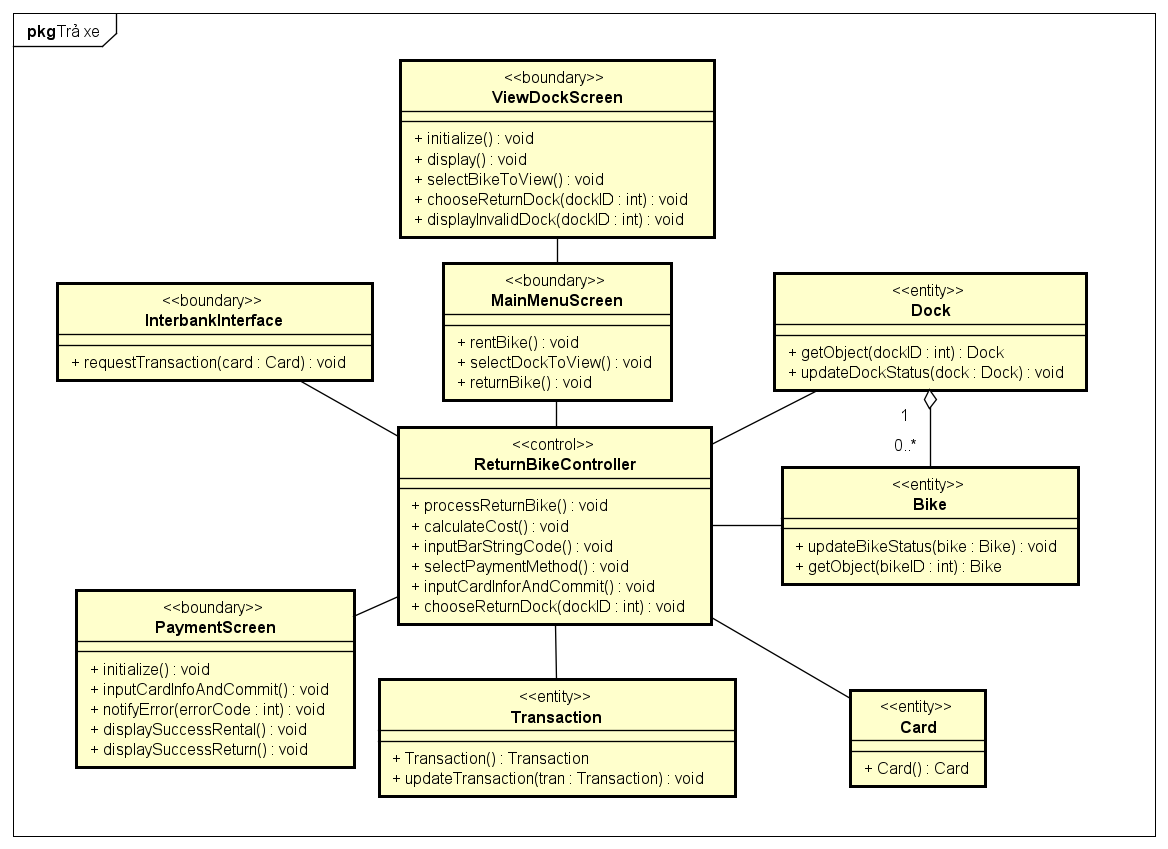 pkg Trả xe
<<boundary>>
ViewDockScreen
+ initialize() : void
+ display() : void
+ selectBikeToView() : void
+ chooseReturnDock(dockID : int) : void
+ displayInvalidDock(dockID : int) : void
<<boundary>>
MainMenuScreen
+ rentBike() : void
+ selectDockToView() : void
+ returnBike() : void
<<boundary>>
InterbankInterface
+ requestTransaction(card : Card) : void
<<entity>>
Dock
+ getObject(dockID : int) : Dock
+ updateDockStatus(dock : Dock) : void
1
0..*
<<control>>
ReturnBikeController
+ processReturnBike() : void
+ calculateCost() : void
+ inputBarStringCode() : void
+ selectPaymentMethod() : void
+ inputCardInforAndCommit() : void
+ chooseReturnDock(dockID : int) : void
<<entity>>
Bike
+ updateBikeStatus(bike : Bike) : void
+ getObject(bikeID : int) : Bike
<<boundary>>
PaymentScreen
+ initialize() : void
+ inputCardInfoAndCommit() : void
+ notifyError(errorCode : int) : void
+ displaySuccessRental() : void
+ displaySuccessReturn() : void
<<entity>>
Transaction
+ Transaction() : Transaction
+ updateTransaction(tran : Transaction) : void
<<entity>>
Card
+ Card() : Card